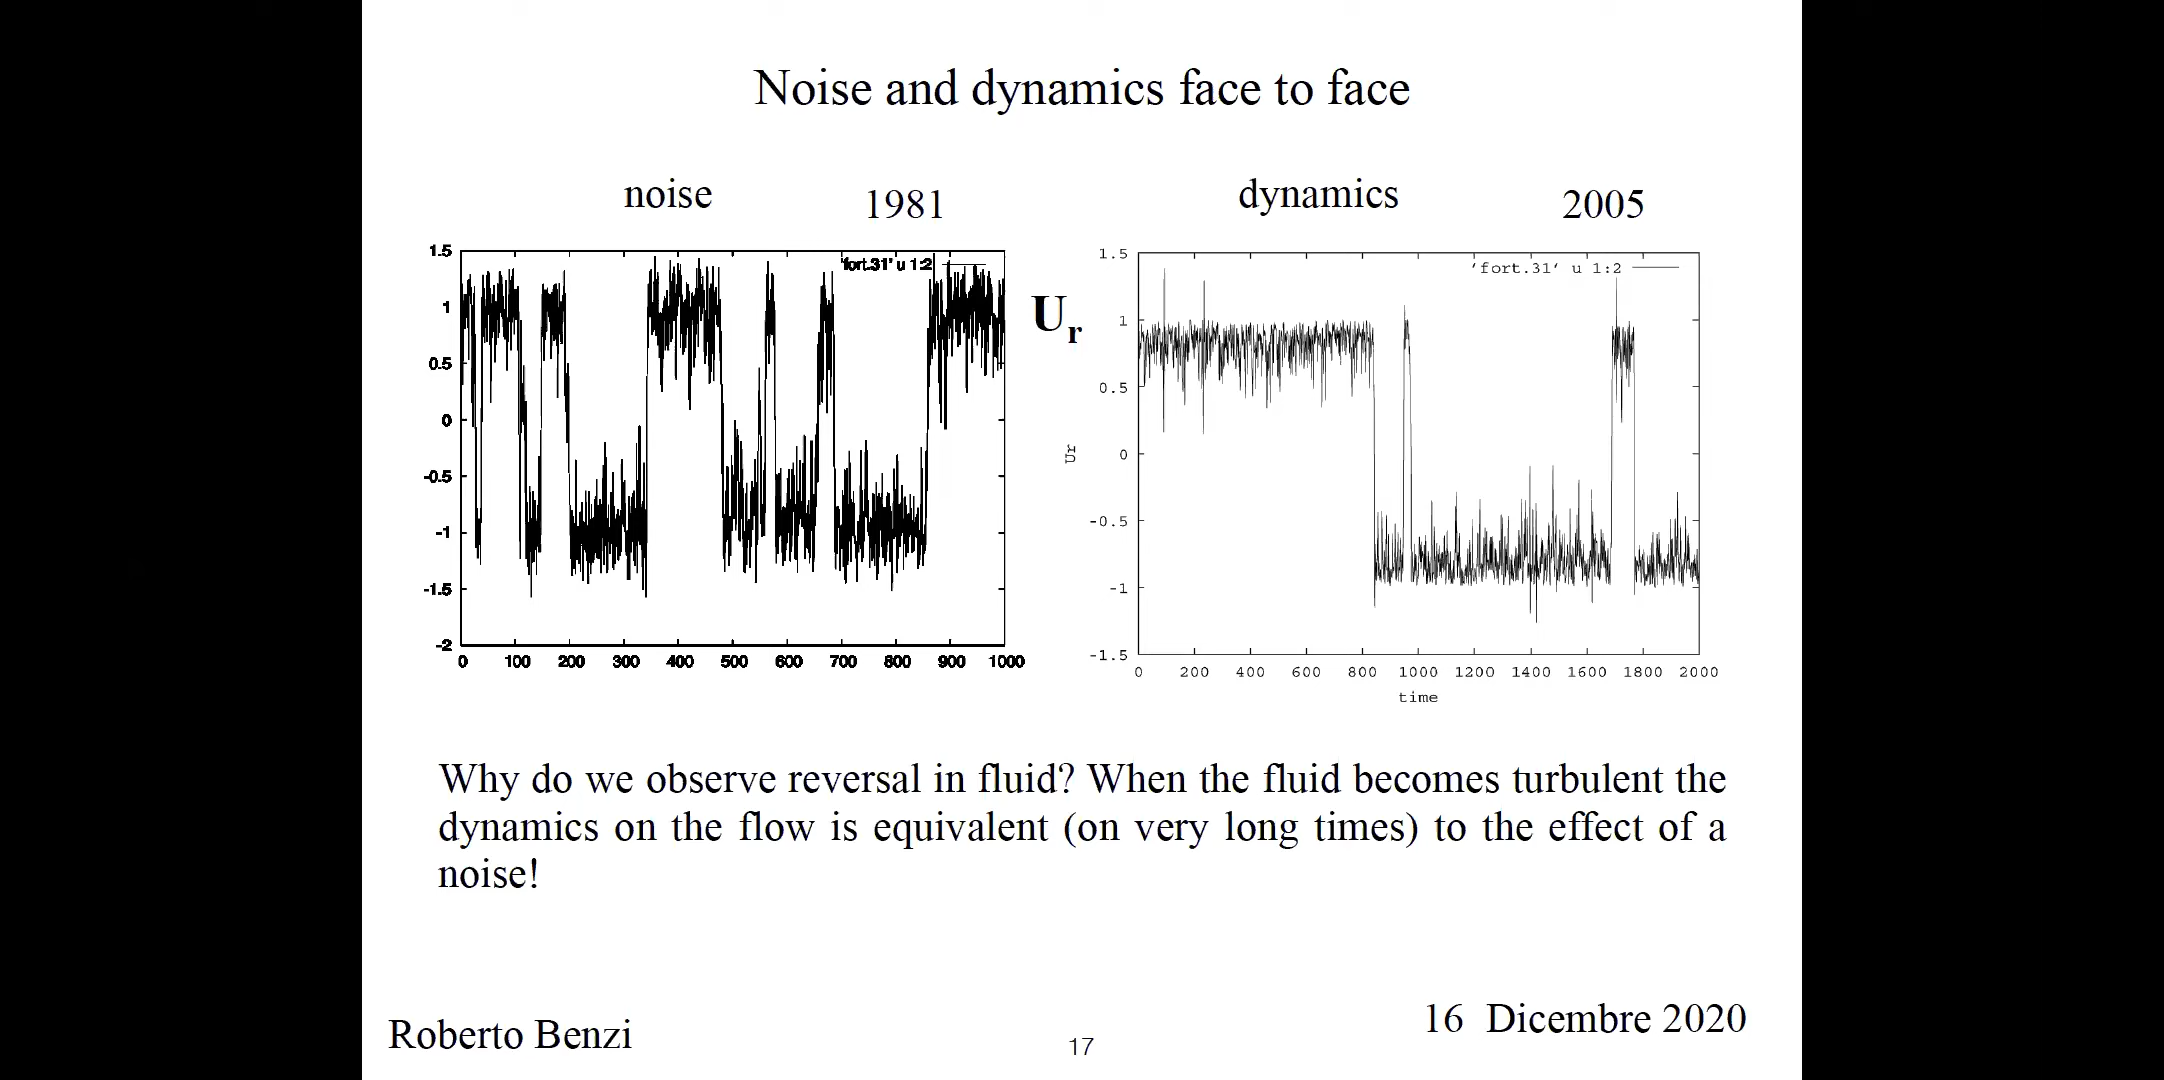 Noise and dynamics face to face
noise
1981
dynamics
2005
1.5
1
0.5
0
-0.5
-1
-1.5
-2
'fort.31' u 1:2
0 100 200 300 400 500 600 700 800 900 1000
Ur
1.5
1
0.5
0
-0.5
-1
-1.5
Ur
'fort.31' u 1:2
0 200 400 600 800 1000 1200 1400 1600 1800 2000
time
Why do we observe reversal in fluid? When the fluid becomes turbulent the
dynamics on the flow is equivalent (on very long times) to the effect of a
noise!
Roberto Benzi
17
16 Dicembre 2020